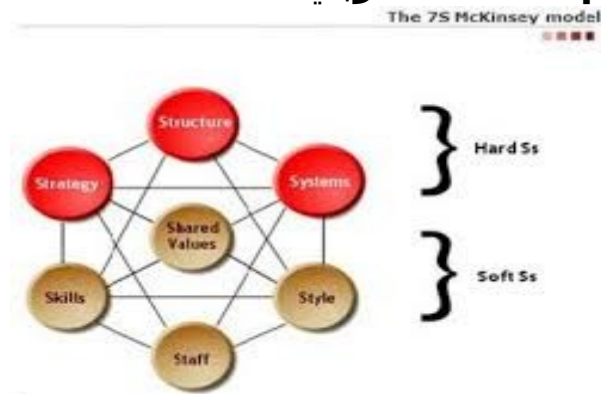 The 7S McKinsey model
Structure
Hard Ss
Strategy
Systems
Shared
Values
Soft Ss
Skills
Style
Staff